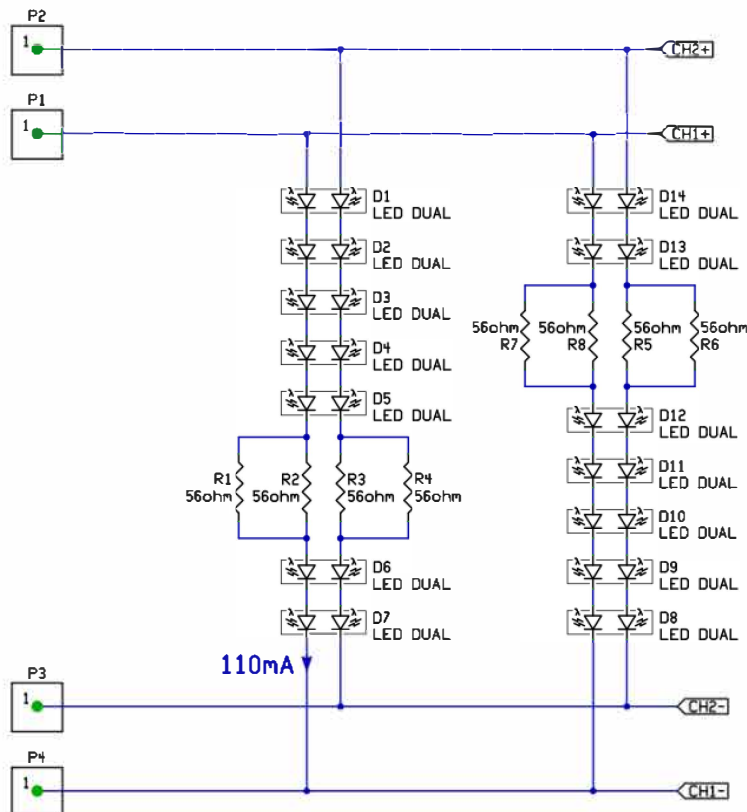 P2
1
CH2+
P1
1
CH1+
D1
LED DUAL
D14
LED DUAL
D2
LED DUAL
D13
LED DUAL
D3
LED DUAL
56ohm
R7
56ohm
R8
56ohm
R5
56ohm
R6
D4
LED DUAL
D5
LED DUAL
D12
LED DUAL
R1
56ohm
R2
56ohm
R3
56ohm
R4
56ohm
D11
LED DUAL
D10
LED DUAL
D6
LED DUAL
D9
LED DUAL
D7
LED DUAL
D8
LED DUAL
110mA
P3
1
CH2-
P4
1
CH1-